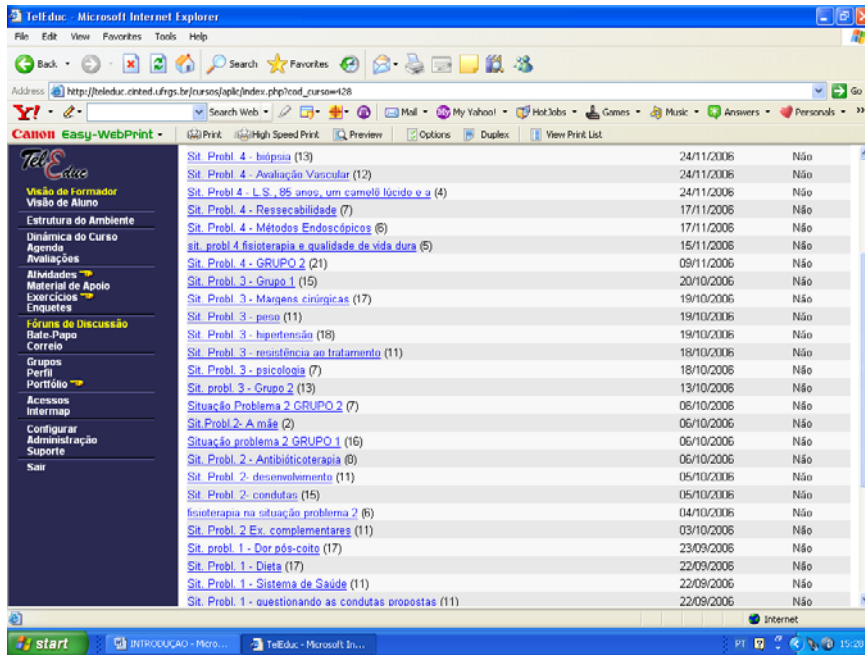 TelEduc - Microsoft Internet Explorer
File Edit View Favorites Tools Help
Back Search Favorites
Address http://teleduc.cinted.ufrgs.br/cursos/aplic/index.php?cod_curso=428 Go
Y! Search Web Mail My Yahoo! HotJobs Games Music Answers Personals
Canon Easy-WebPrint Print High Speed Print Preview Options Duplex View Print List
TelEduc
Visão de Formador
Visão de Aluno
Estrutura do Ambiente
Dinâmica do Curso
Agenda
Avaliações
Atividades
Material de Apoio
Exercícios
Enquetes
Fóruns de Discussão
Bate-Papo
Correio
Grupos
Perfil
Portfólio
Acessos
Intermap
Configurar
Administração
Suporte
Sair
Sit. Probl. 4 - biópsia (13) 24/11/2006 Não
Sit. Probl. 4 - Avaliação Vascular (12) 24/11/2006 Não
Sit. Probl 4 - L.S., 85 anos, um camelô lúcido e a (4) 24/11/2006 Não
Sit. Probl. 4 - Ressecabilidade (7) 17/11/2006 Não
Sit. Probl. 4 - Métodos Endoscópicos (6) 17/11/2006 Não
sit. probl 4 fisioterapia e qualidade de vida dura (5) 15/11/2006 Não
Sit. Probl. 4 - GRUPO 2 (21) 09/11/2006 Não
Sit. Probl. 3 - Grupo 1 (15) 20/10/2006 Não
Sit. Probl. 3 - Margens cirúrgicas (17) 19/10/2006 Não
Sit. Probl. 3 - peso (11) 19/10/2006 Não
Sit. Probl. 3 - hipertensão (18) 19/10/2006 Não
Sit. Probl. 3 - resistência ao tratamento (11) 18/10/2006 Não
Sit. Probl. 3 - psicologia (7) 18/10/2006 Não
Sit. probl. 3 - Grupo 2 (13) 13/10/2006 Não
Situação Problema 2 GRUPO 2 (7) 06/10/2006 Não
Sit.Probl.2- A mãe (2) 06/10/2006 Não
Situação problema 2 GRUPO 1 (16) 06/10/2006 Não
Sit. Probl. 2 - Antibióticoterapia (8) 06/10/2006 Não
Sit. Probl. 2- desenvolvimento (11) 05/10/2006 Não
Sit. Probl. 2- condutas (15) 05/10/2006 Não
fisioterapia na situação problema 2 (6) 04/10/2006 Não
Sit. Probl. 2 Ex. complementares (11) 03/10/2006 Não
Sit. probl. 1 - Dor pós-coito (17) 23/09/2006 Não
Sit. Probl. 1 - Dieta (17) 22/09/2006 Não
Sit. Probl. 1 - Sistema de Saúde (11) 22/09/2006 Não
Sit. Probl. 1 - questionando as condutas propostas (11) 22/09/2006 Não
Internet
start INTRODUÇAO - Micro... TelEduc - Microsoft In... PT 15:28